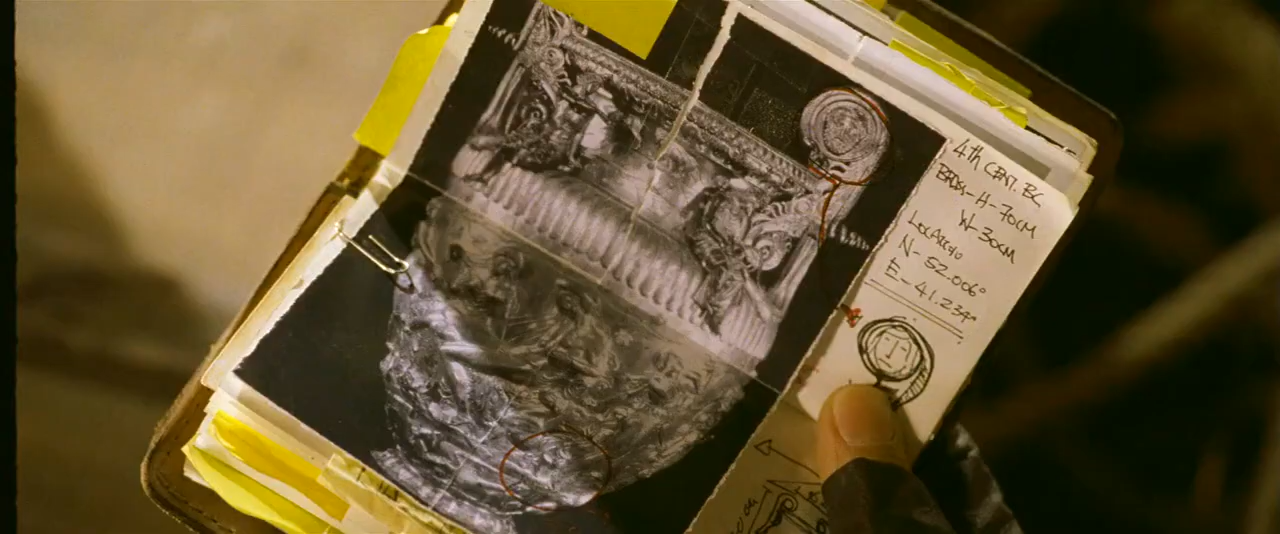 4th CENT. BC
BRASS-H-70CM
W-30CM
LOCATION
N-52.006°
E-41.234°